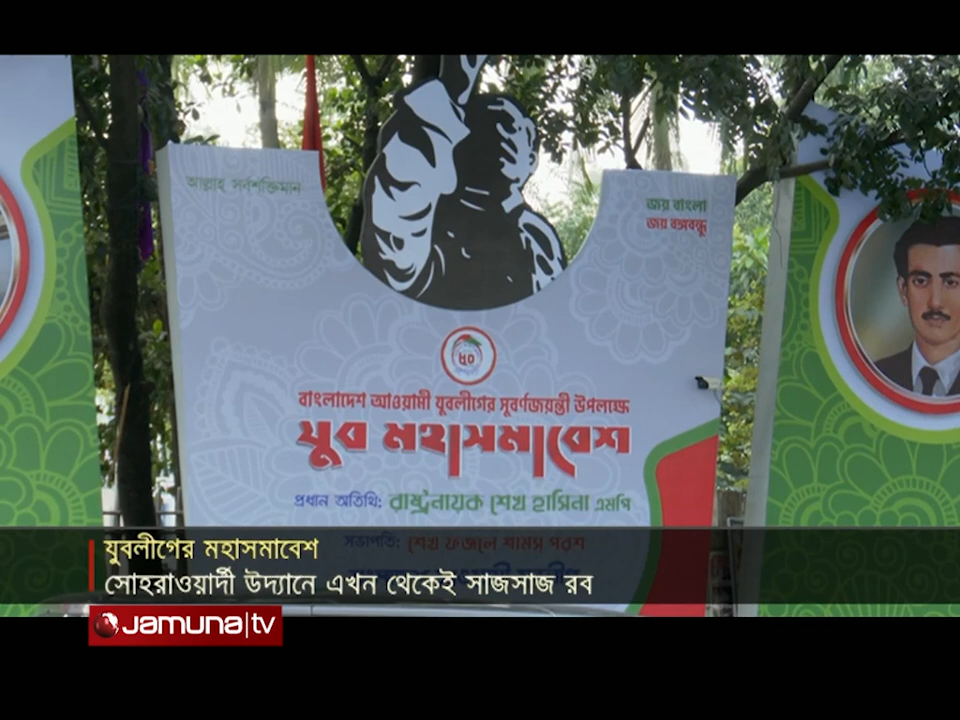 আল্লাহ সর্বশক্তিমান
জয় বাংলা
জয় বঙ্গবন্ধু
৫০
বাংলাদেশ আওয়ামী যুবলীগের সুবর্ণজয়ন্তী উপলক্ষে
যুব মহাসমাবেশ
প্রধান অতিথি: রাষ্ট্রনায়ক শেখ হাসিনা এমপি
সভাপতি: শেখ ফজলে শামস্ পরশ
যুবলীগের মহাসমাবেশ
সোহরাওয়ার্দী উদ্যানে এখন থেকেই সাজসাজ রব
JAMUNA|tv